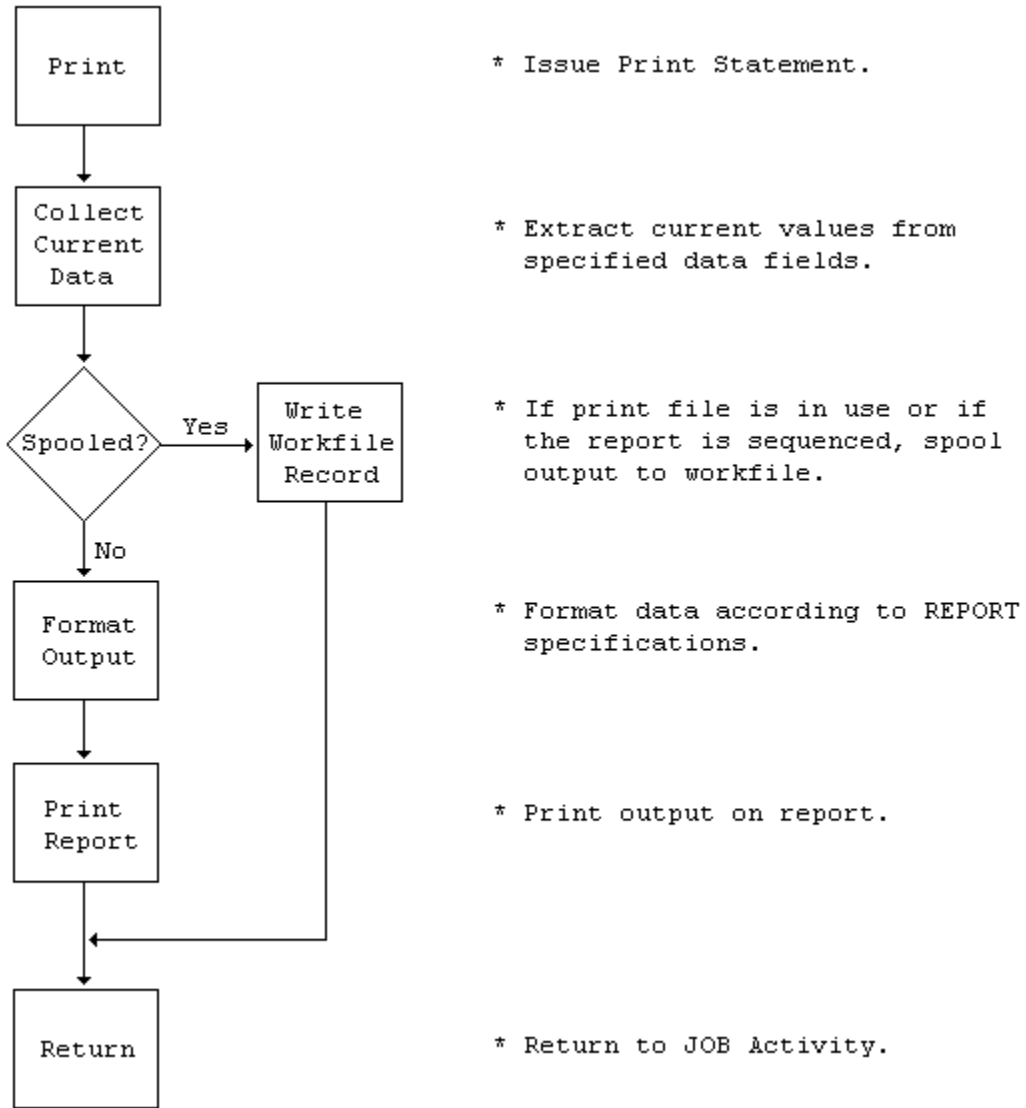 Print
* Issue Print Statement.
Collect
Current
Data
* Extract current values from
specified data fields.
Spooled?
Yes
Write
Workfile
Record
* If print file is in use or if
the report is sequenced, spool
output to workfile.
No
Format
Output
* Format data according to REPORT
specifications.
Print
Report
* Print output on report.
Return
* Return to JOB Activity.